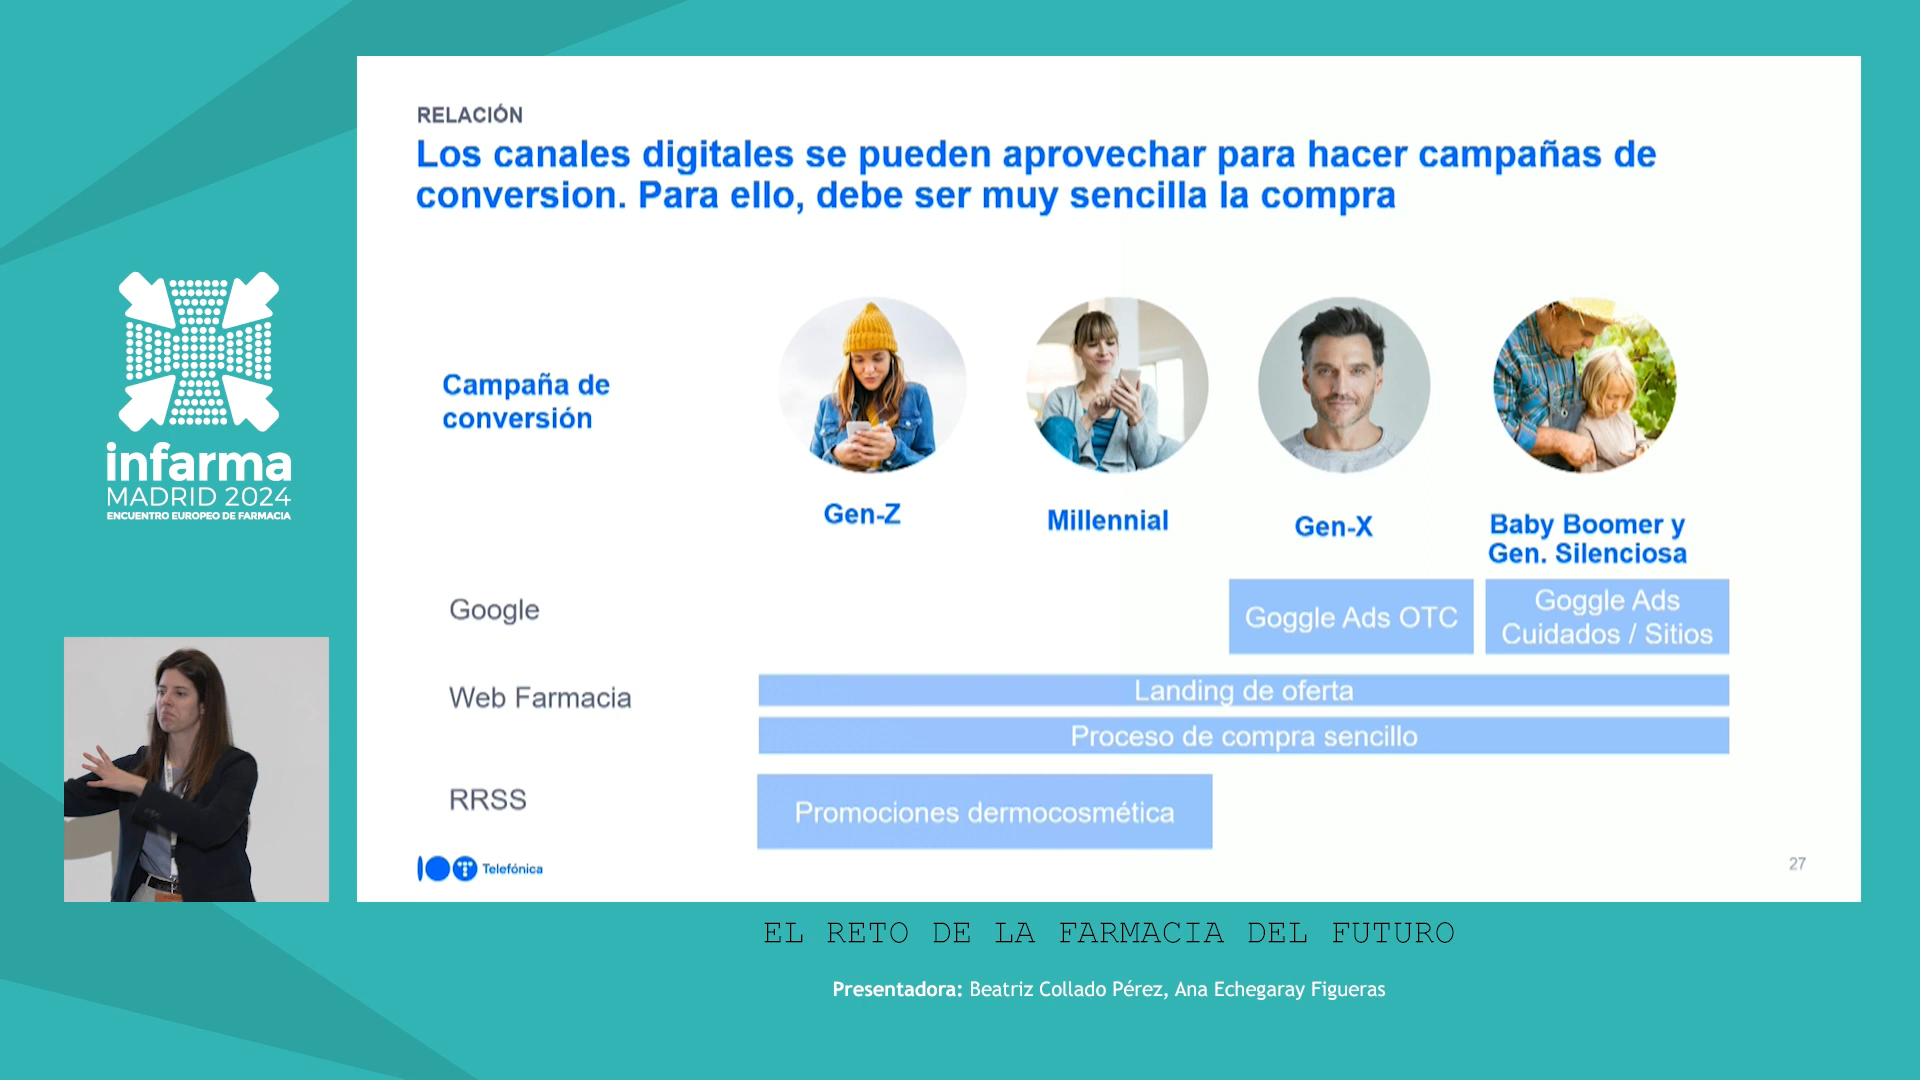 RELACIÓN
Los canales digitales se pueden aprovechar para hacer campañas de
conversion. Para ello, debe ser muy sencilla la compra
infarma
MADRID 2024
ENCUENTRO EUROPEO DE FARMACIA
Campaña de
conversión
Gen-Z
Millennial
Gen-X
Baby Boomer y
Gen. Silenciosa
Google
Goggle Ads OTC
Goggle Ads
Cuidados / Sitios
Web Farmacia
Landing de oferta
Proceso de compra sencillo
RRSS
Promociones dermocosmética
Telefónica
27
EL RETO DE LA FARMACIA DEL FUTURO
Presentadora: Beatriz Collado Pérez, Ana Echegaray Figueras